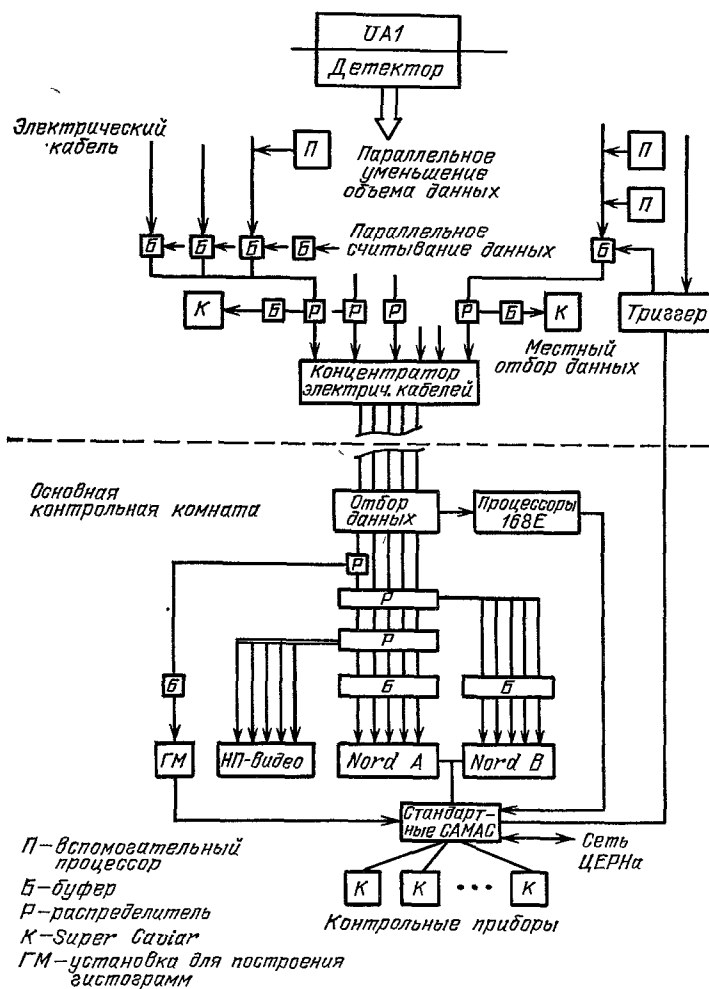 UA1
Детектор
Электрический
кабель
П
Параллельное
уменьшение
объема данных
П
П
Б
Б
Б
Б
Параллельное
считывание данных
Б
К
Б
Р
Р
Р
Р
Б
К
Триггер
Местный
отбор данных
Концентратор
электрич. кабелей
Основная
контрольная комната
Отбор
данных
Процессоры
168E
Р
Р
Р
Б
Б
Б
ГМ
НП-Видео
Nord A
Nord B
Стандарт-
ные САМАС
Сеть
ЦЕРНа
К
К
•••
К
Контрольные приборы
П—вспомогательный
процессор
Б—буфер
Р—распределитель
К—Super Caviar
ГМ—установка для построения
гистограмм